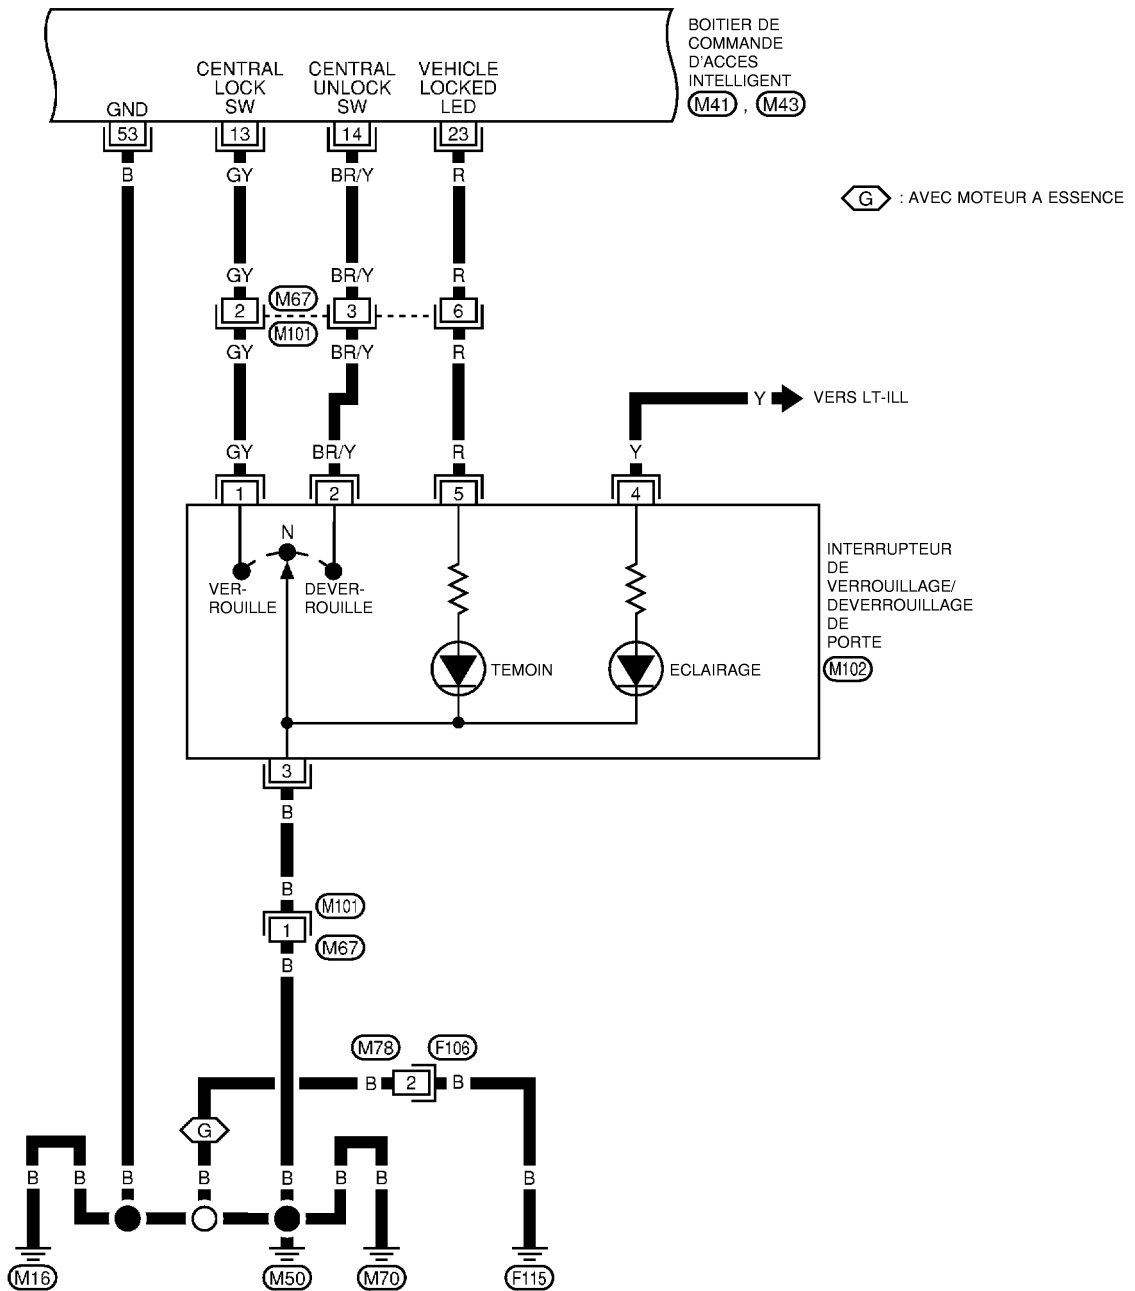 BOITIER DE
COMMANDE
D'ACCES
INTELLIGENT
M41 , M43
CENTRAL
LOCK
SW
CENTRAL
UNLOCK
SW
VEHICLE
LOCKED
LED
GND
53 13 14 23
B GY BR/Y R
G : AVEC MOTEUR A ESSENCE
GY BR/Y R
M67
2 3 6
M101
GY BR/Y R
Y VERS LT-ILL
GY BR/Y R Y
1 2 5 4
N
VER-
ROUILLE
DEVER-
ROUILLE
TEMOIN
ECLAIRAGE
INTERRUPTEUR
DE
VERROUILLAGE/
DEVERROUILLAGE
DE
PORTE
M102
3
B
B
M101
1
M67
B
M78 F106
B 2 B
G
B B B B B B B B
M16 M50 M70 F115